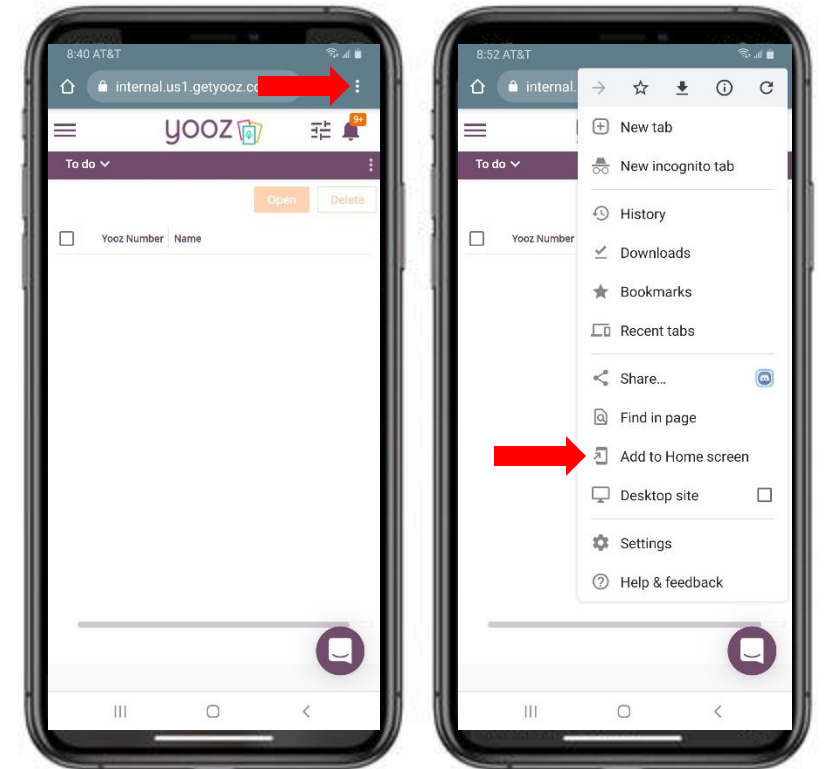 8:40 AT&T
internal.us1.getyooz.co
yooz
9+
To do
Open Delete
Yooz Number Name
8:52 AT&T
internal.
To do
Yooz Number
New tab
New incognito tab
History
Downloads
Bookmarks
Recent tabs
Share...
Find in page
Add to Home screen
Desktop site
Settings
Help & feedback